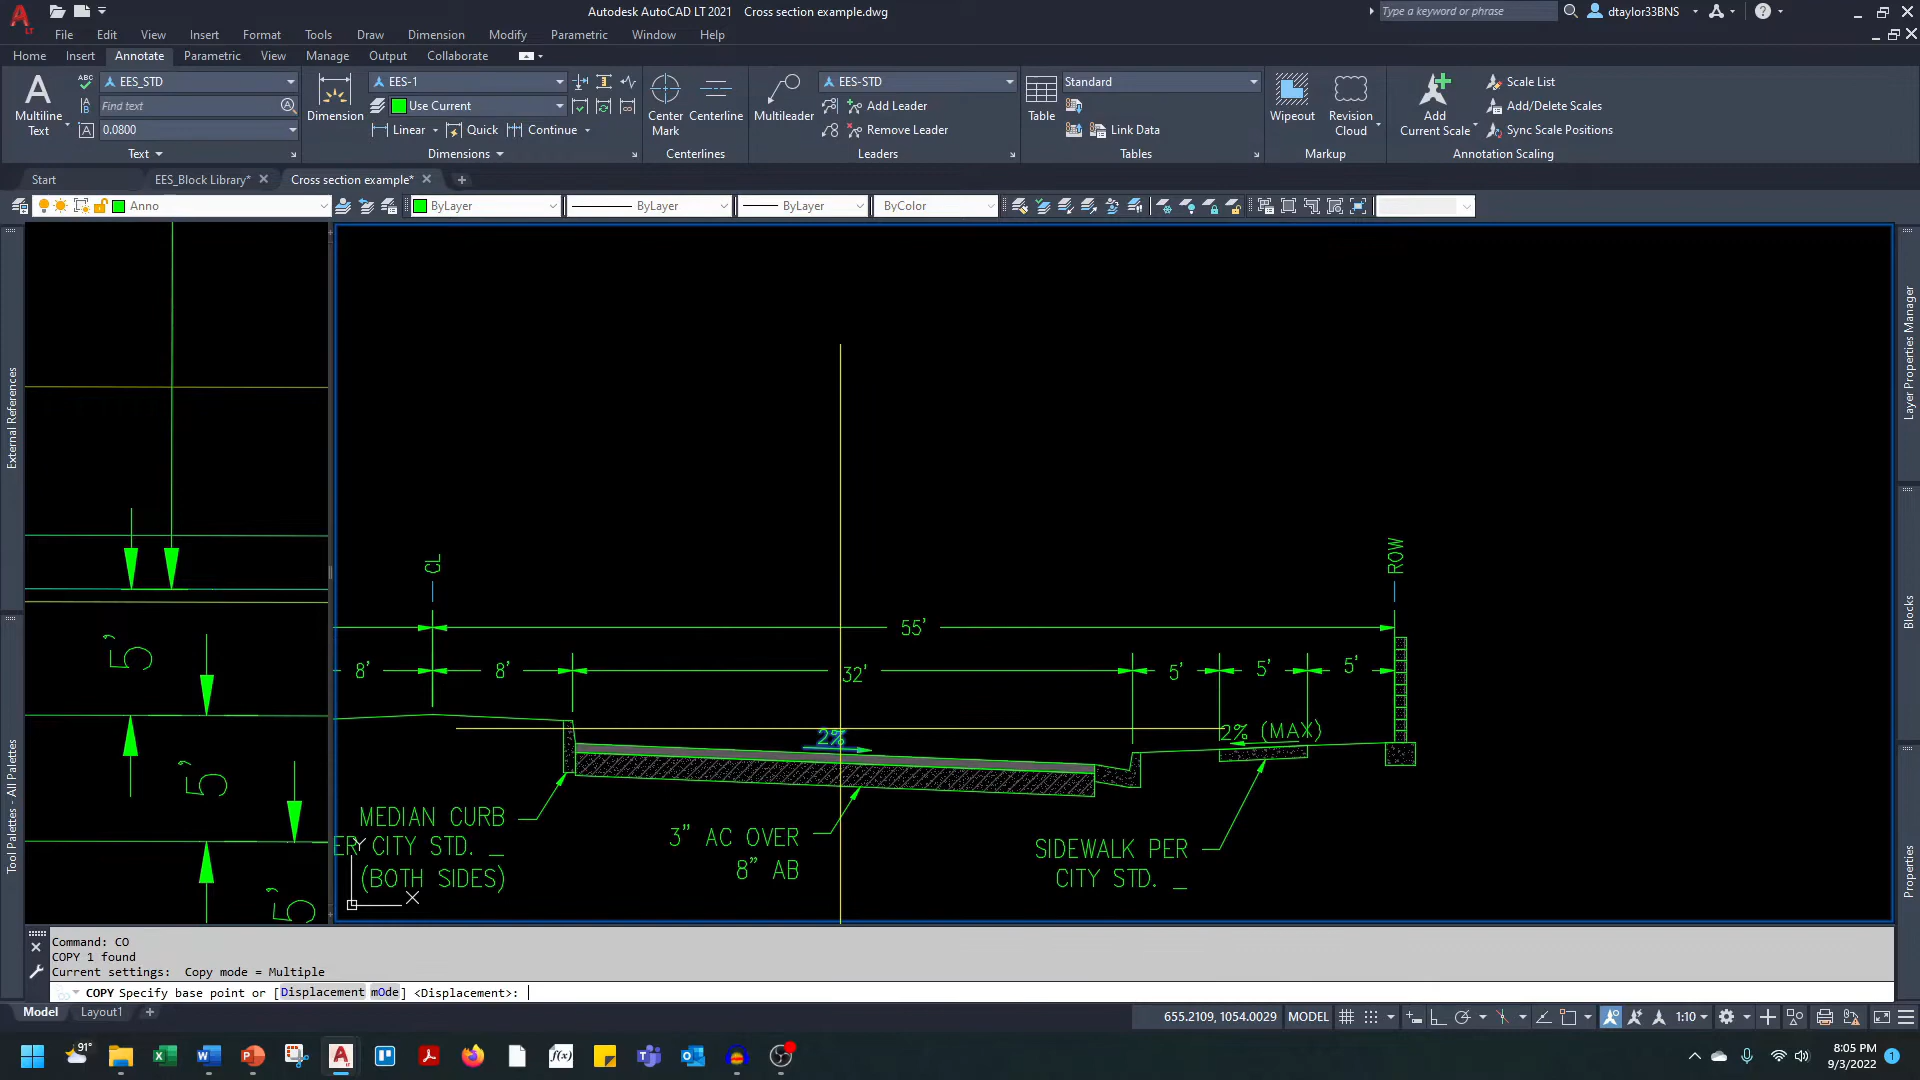 Autodesk AutoCAD LT 2021 Cross section example.dwg
Type a keyword or phrase
dtaylor33BNS
File Edit View Insert Format Tools Draw Dimension Modify Parametric Window Help
Home Insert Annotate Parametric View Manage Output Collaborate
Multiline Text
ABC EES_STD
Find text
0.0800
Text
Dimension
EES-1
Use Current
Linear Quick Continue
Dimensions
Center Mark
Centerline
Centerlines
Multileader
EES-STD
Add Leader
Remove Leader
Leaders
Table
Standard
Link Data
Tables
Wipeout
Revision Cloud
Markup
Add Current Scale
Scale List
Add/Delete Scales
Sync Scale Positions
Annotation Scaling
Start EES_Block Library* Cross section example*
Anno
ByLayer
ByLayer
ByLayer
ByColor
External References
Tool Palettes - All Palettes
Layer Properties Manager
Blocks
Properties
5'
5'
5'
CL
ROW
55'
8'
8'
32'
5'
5'
5'
2%
2% (MAX)
MEDIAN CURB
ER CITY STD. _
(BOTH SIDES)
3" AC OVER
8" AB
SIDEWALK PER
CITY STD. _
Y
X
Command: CO
COPY 1 found
Current settings: Copy mode = Multiple
COPY Specify base point or [Displacement mOde] <Displacement>:
Model Layout1
655.2109, 1054.0029 MODEL
1:10
91°
8:05 PM
9/3/2022
1